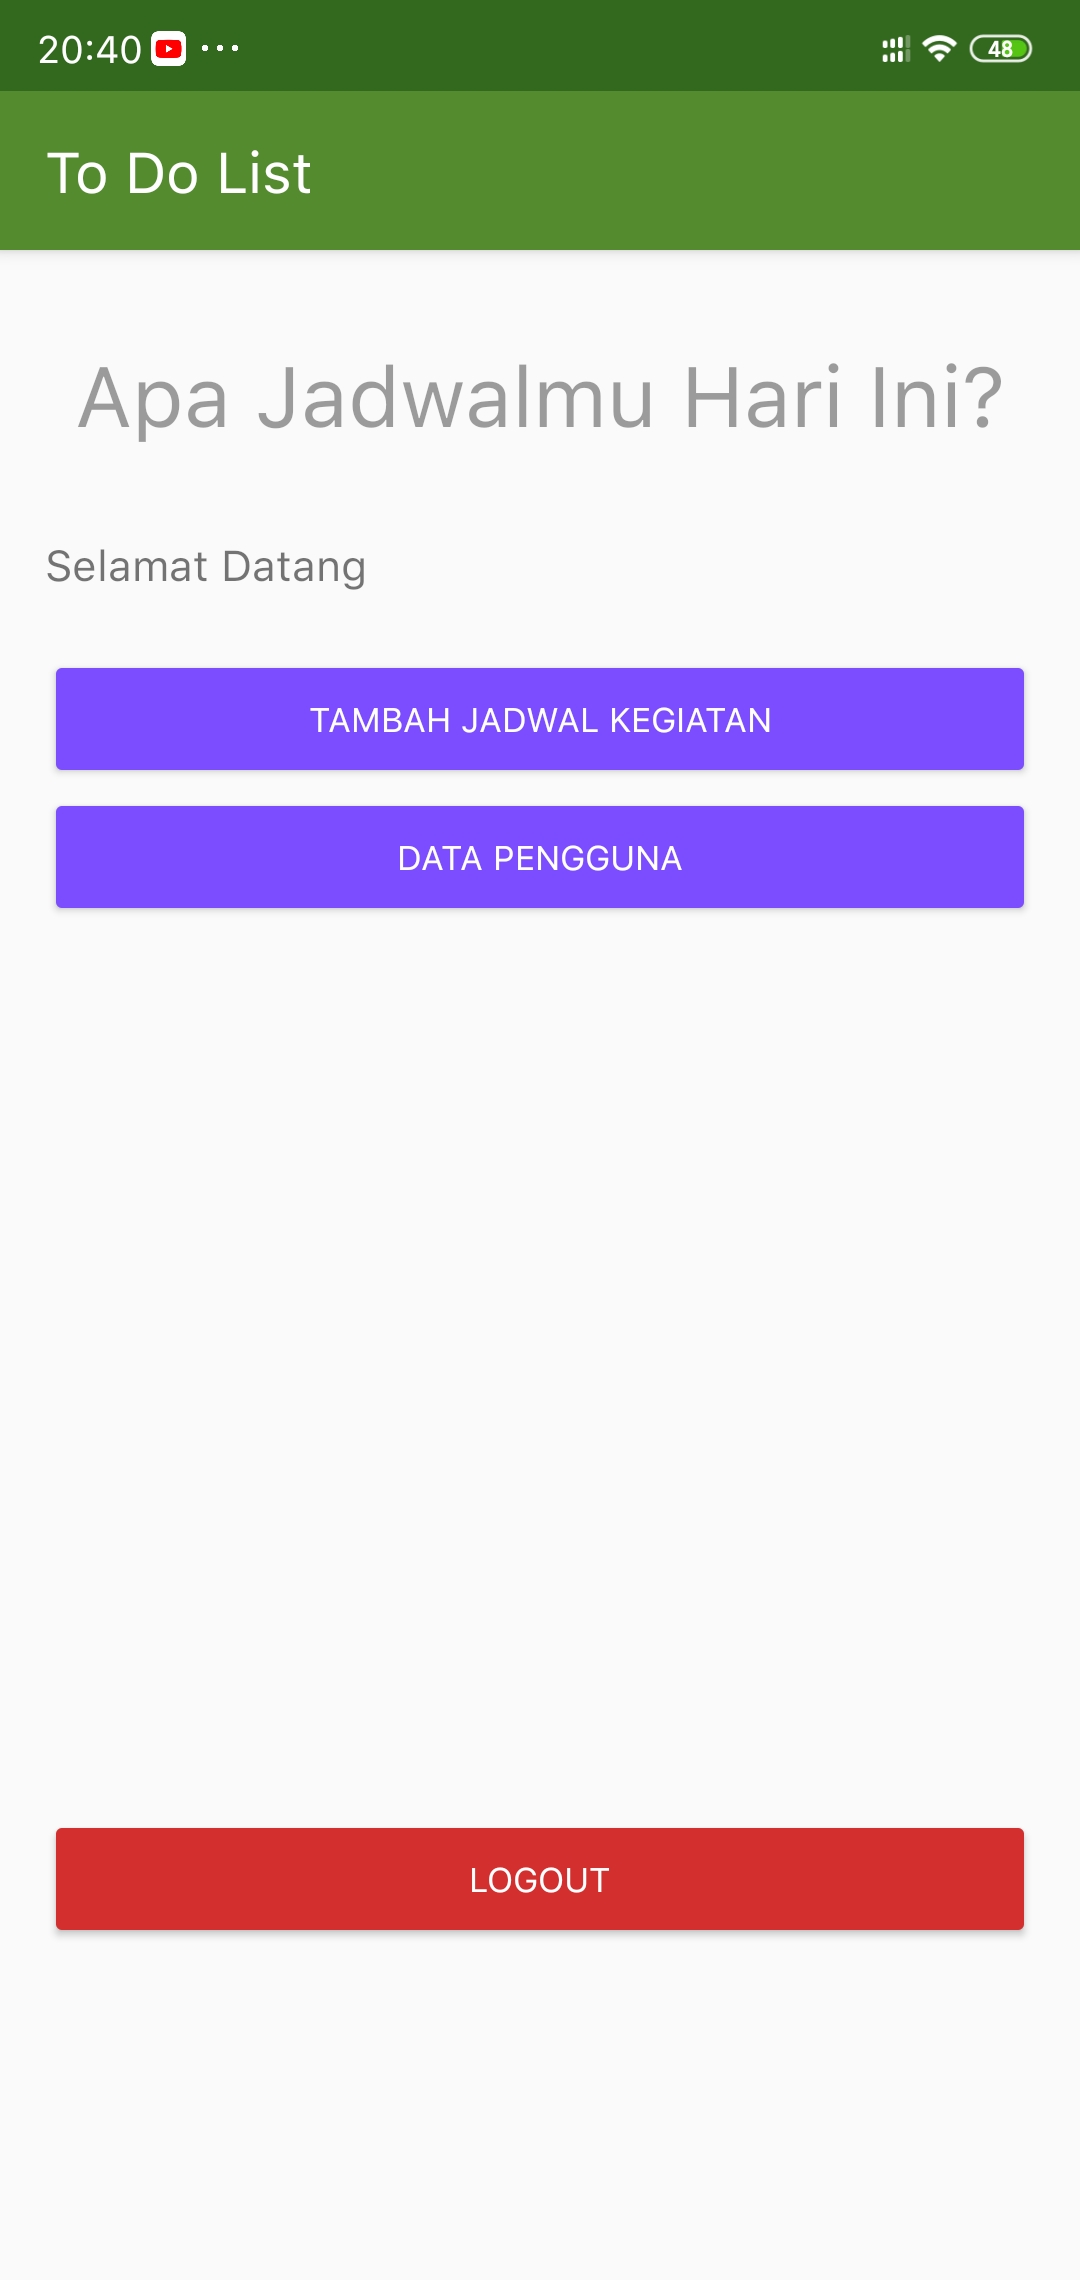 20:40
48
To Do List
Apa Jadwalmu Hari Ini?
Selamat Datang
TAMBAH JADWAL KEGIATAN
DATA PENGGUNA
LOGOUT